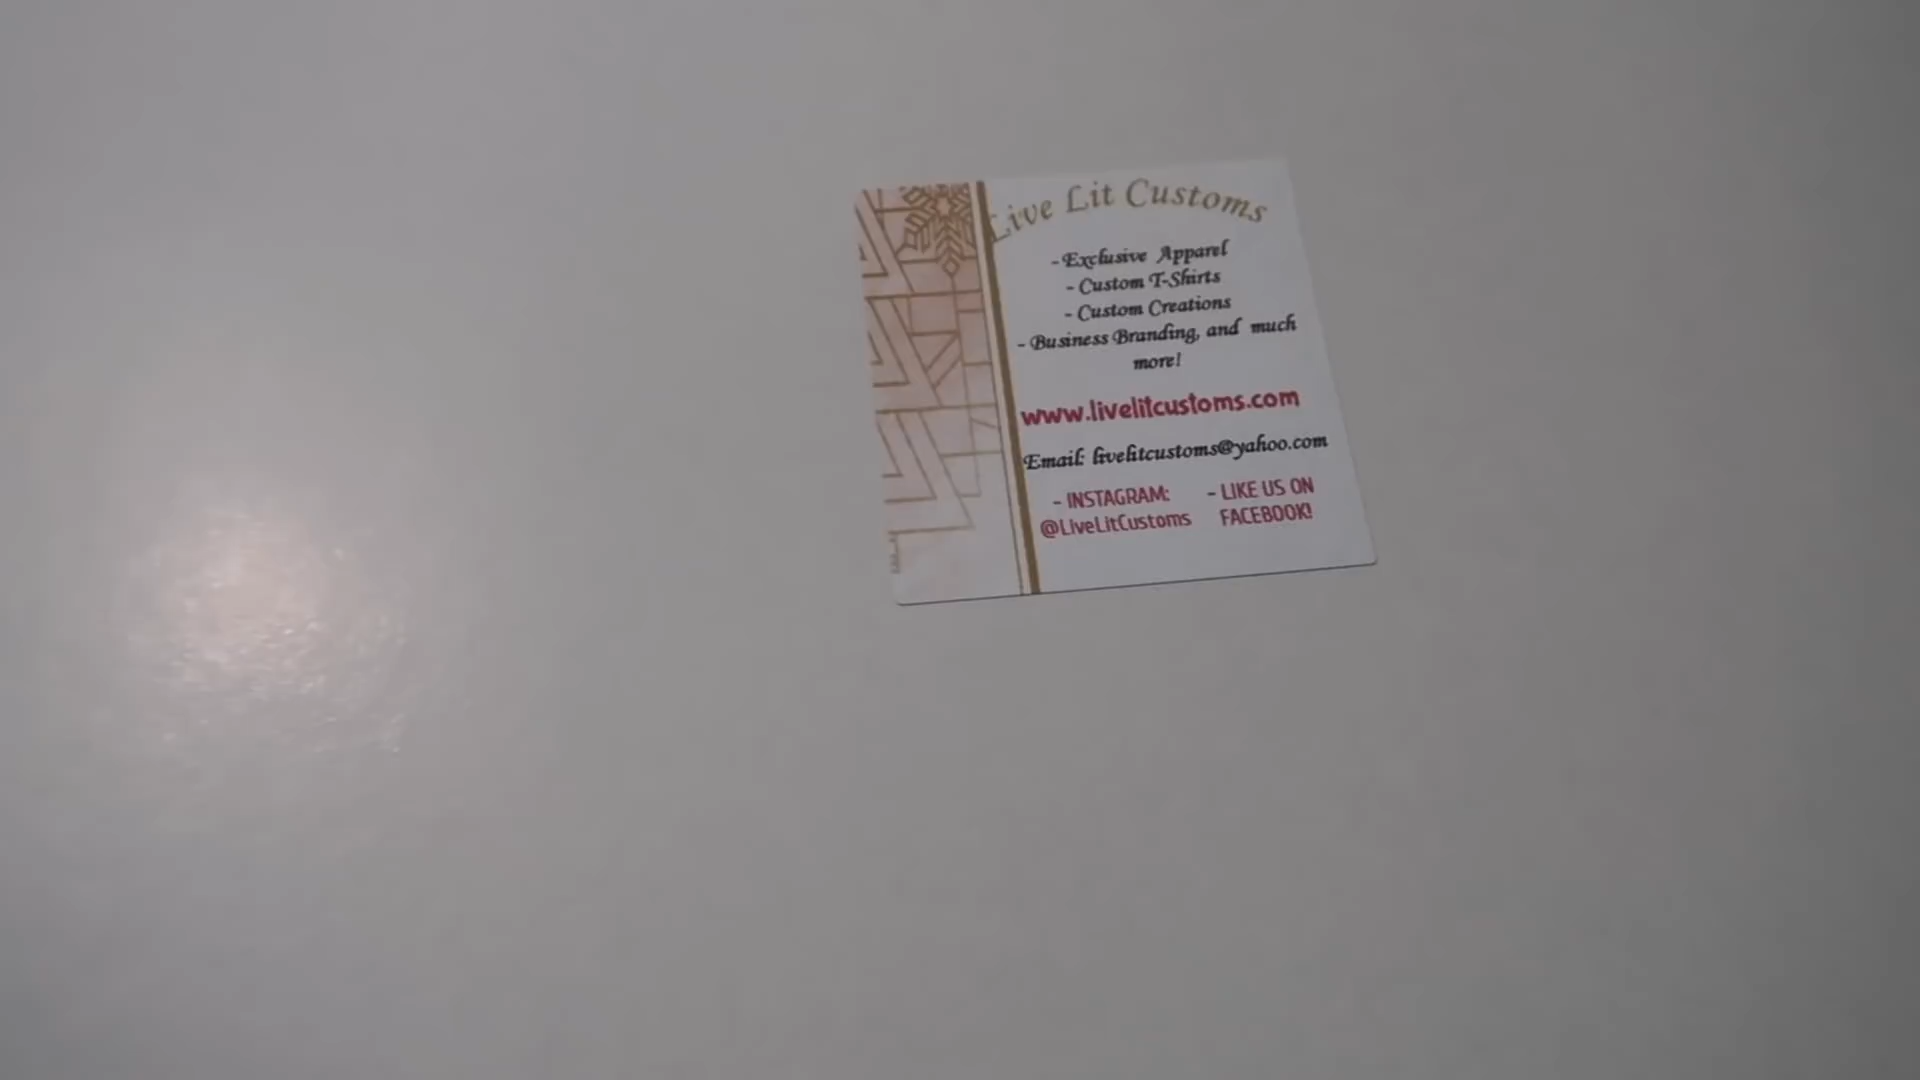 Live Lit Customs
- Exclusive Apparel
- Custom T-Shirts
- Custom Creations
- Business Branding, and much
more!
www.livelitcustoms.com
Email: livelitcustoms@yahoo.com
- INSTAGRAM:
@LiveLitCustoms
- LIKE US ON
FACEBOOK!